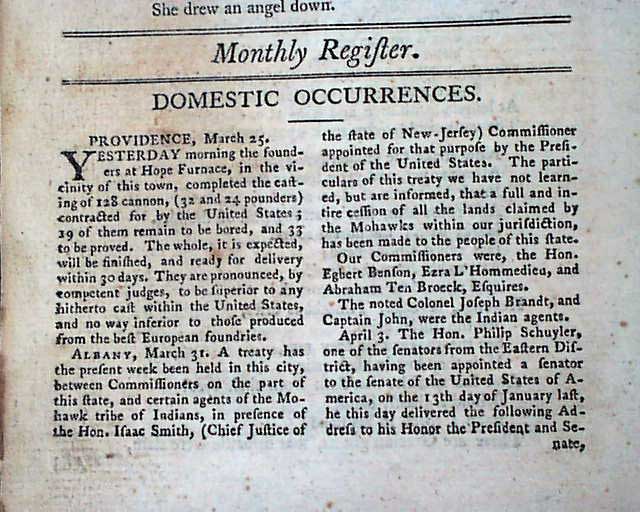 She drew an angel down.
Monthly Regiſter.
DOMESTIC OCCURRENCES.
PROVIDENCE, March 25.
YESTERDAY morning the found-
ers at Hope Furnace, in the vi-
cinity of this town, completed the caſt-
ing of 128 cannon, (32 and 24 pounders)
contracted for by the United States;
19 of them remain to be bored, and 33
to be proved. The whole, it is expected,
will be finiſhed, and ready for delivery
within 30 days. They are pronounced, by
competent judges, to be ſuperior to any
hitherto caſt within the United States,
and no way inferior to thoſe produced
from the beſt European foundries.
ALBANY, March 31. A treaty has
the preſent week been held in this city,
between Commiſſioners on the part of
this ſtate, and certain agents of the Mo-
hawk tribe of Indians, in preſence of
the Hon. Iſaac Smith, (Chief Juſtice of
the ſtate of New-Jerſey) Commiſſioner
appointed for that purpoſe by the Preſi-
dent of the United States. The parti-
culars of this treaty we have not learn-
ed, but are informed, that a full and in-
tire ceſſion of all the lands claimed by
the Mohawks within our juriſdiction,
has been made to the people of this ſtate.
Our Commiſſioners were, the Hon.
Egbert Benſon, Ezra L'Hommedieu, and
Abraham Ten Broeck, Eſquires.
The noted Colonel Joſeph Brandt, and
Captain John, were the Indian agents.
April 3. The Hon. Philip Schuyler,
one of the ſenators from the Eaſtern Diſ-
trict, having been appointed a ſenator
to the ſenate of the United States of A-
merica, on the 13th day of January laſt,
he this day delivered the following Ad-
dreſs to his Honor the Preſident and Se-
nate,